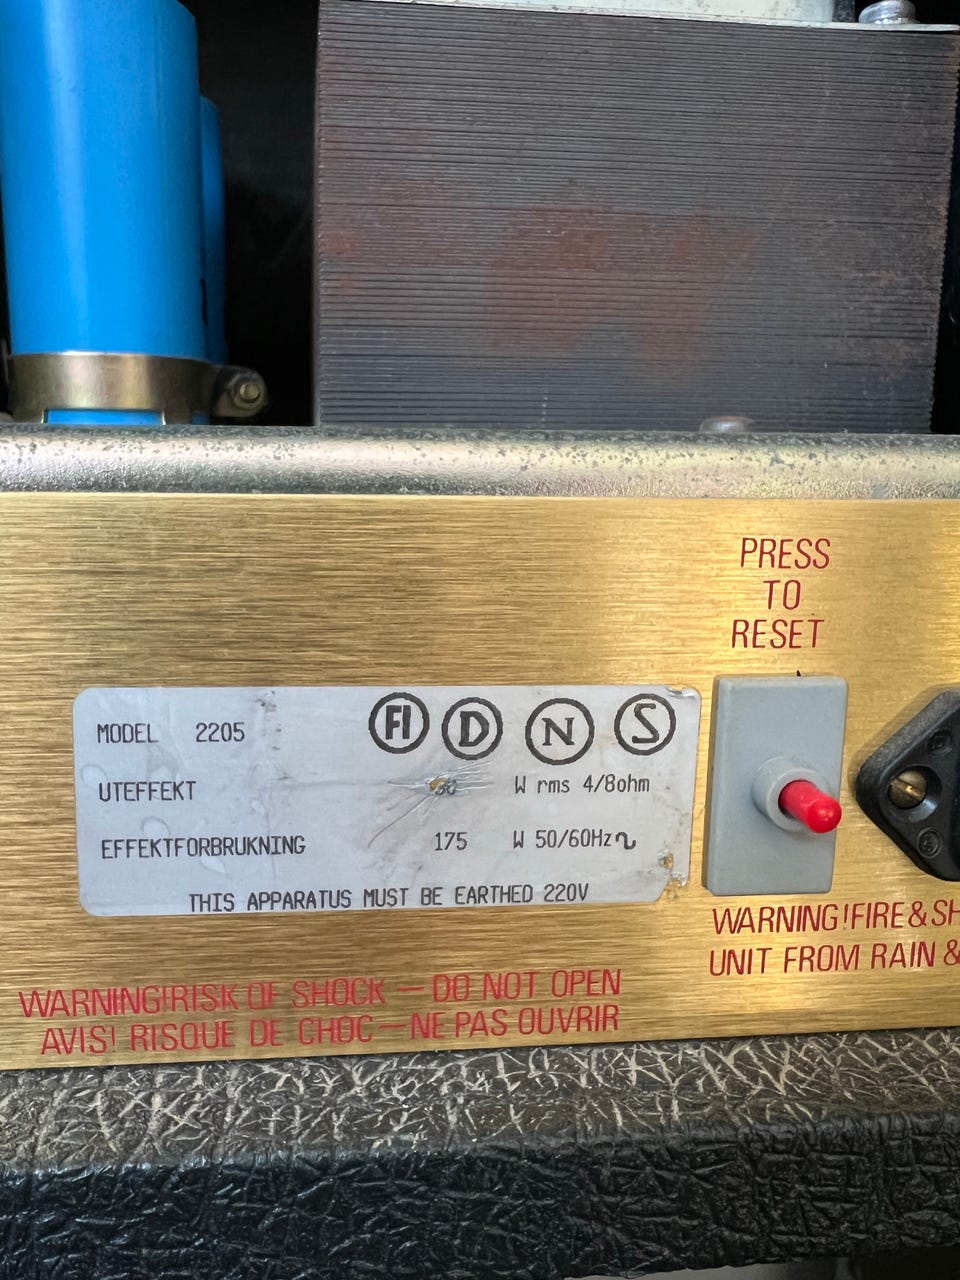 PRESS
TO
RESET
FI D N S
MODEL 2205
UTEFFEKT W rms 4/8ohm
EFFEKTFORBRUKNING 175 W 50/60Hz
THIS APPARATUS MUST BE EARTHED 220V
WARNING!FIRE & SH
UNIT FROM RAIN &
WARNING!RISK OF SHOCK — DO NOT OPEN
AVIS! RISQUE DE CHOC — NE PAS OUVRIR